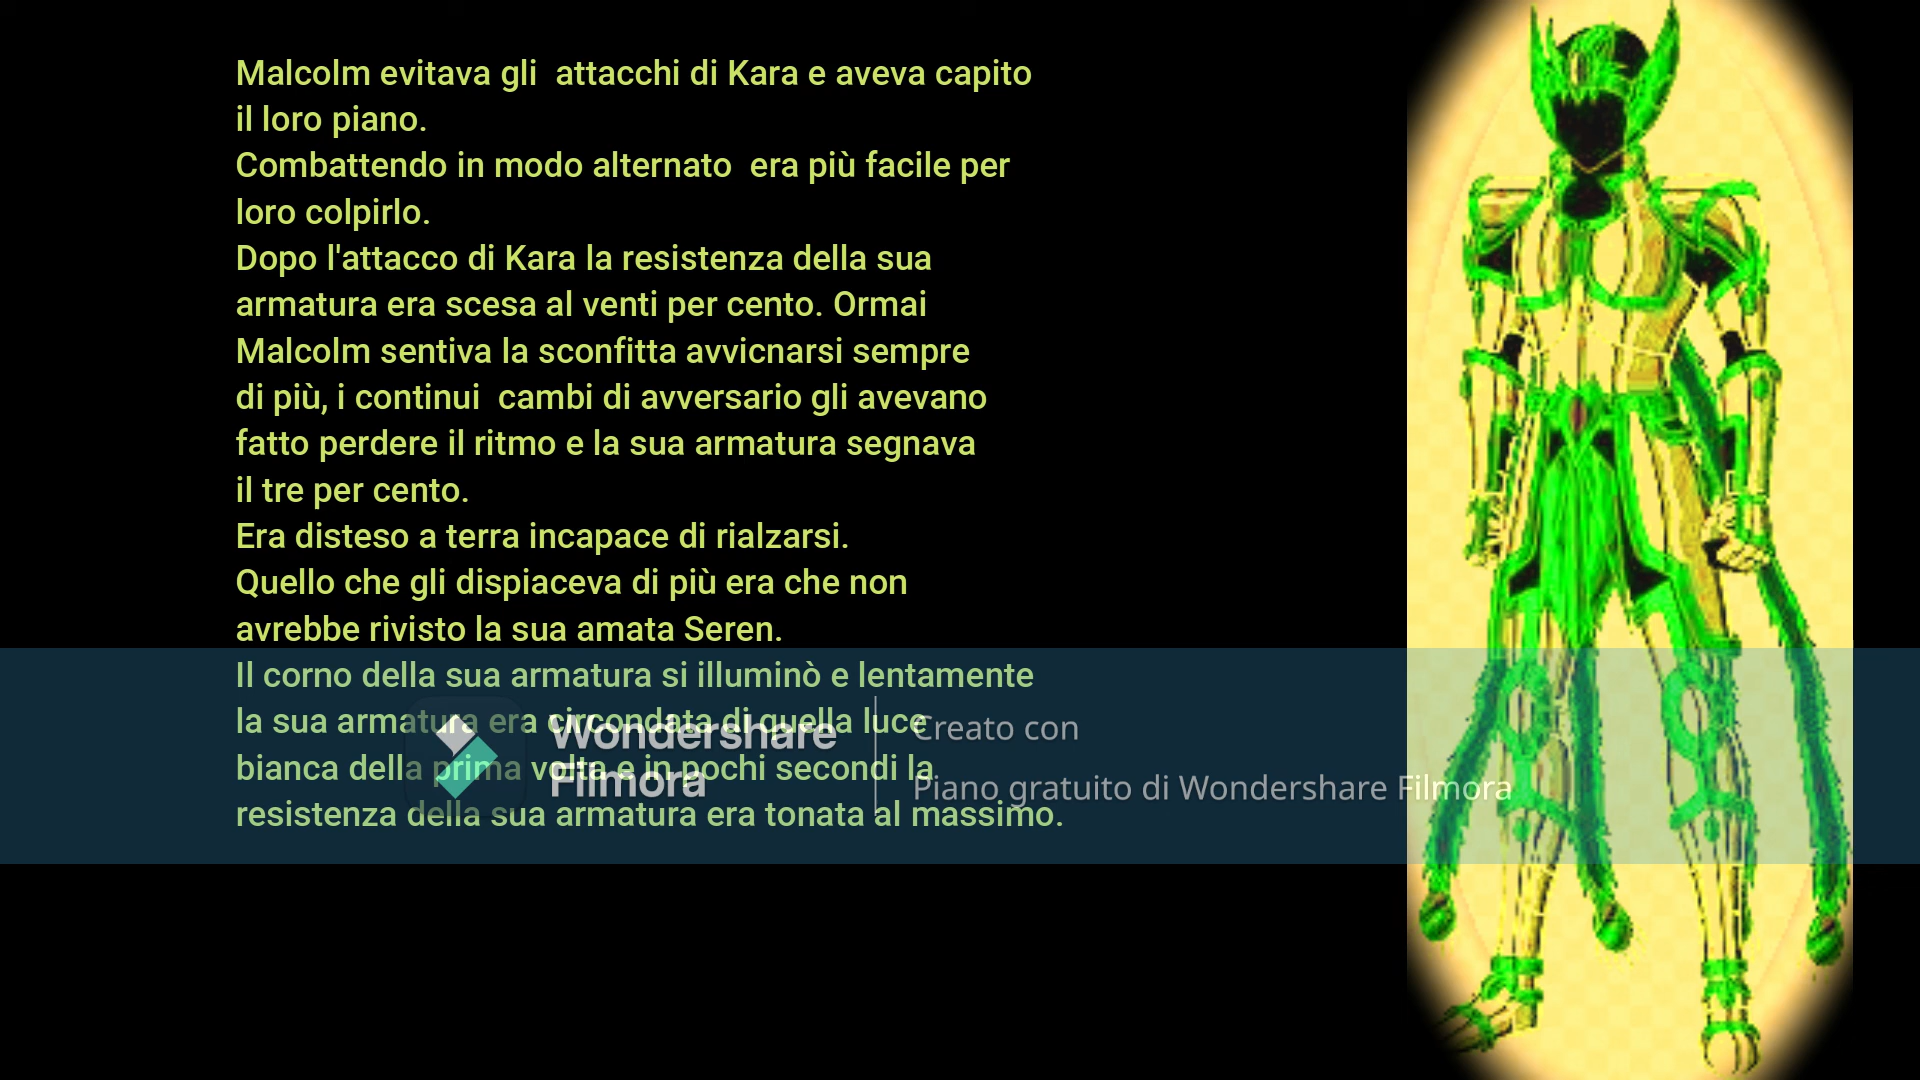 Malcolm evitava gli  attacchi di Kara e aveva capito
il loro piano.
Combattendo in modo alternato  era più facile per
loro colpirlo.
Dopo l'attacco di Kara la resistenza della sua
armatura era scesa al venti per cento. Ormai
Malcolm sentiva la sconfitta avvicnarsi sempre
di più, i continui  cambi di avversario gli avevano
fatto perdere il ritmo e la sua armatura segnava
il tre per cento.
Era disteso a terra incapace di rialzarsi.
Quello che gli dispiaceva di più era che non
avrebbe rivisto la sua amata Seren.
Il corno della sua armatura si illuminò e lentamente
la sua armatura era circondata di quella luce
bianca della prima volta e in pochi secondi la
resistenza della sua armatura era tonata al massimo.
Wondershare
Filmora
Creato con
Piano gratuito di Wondershare Filmora